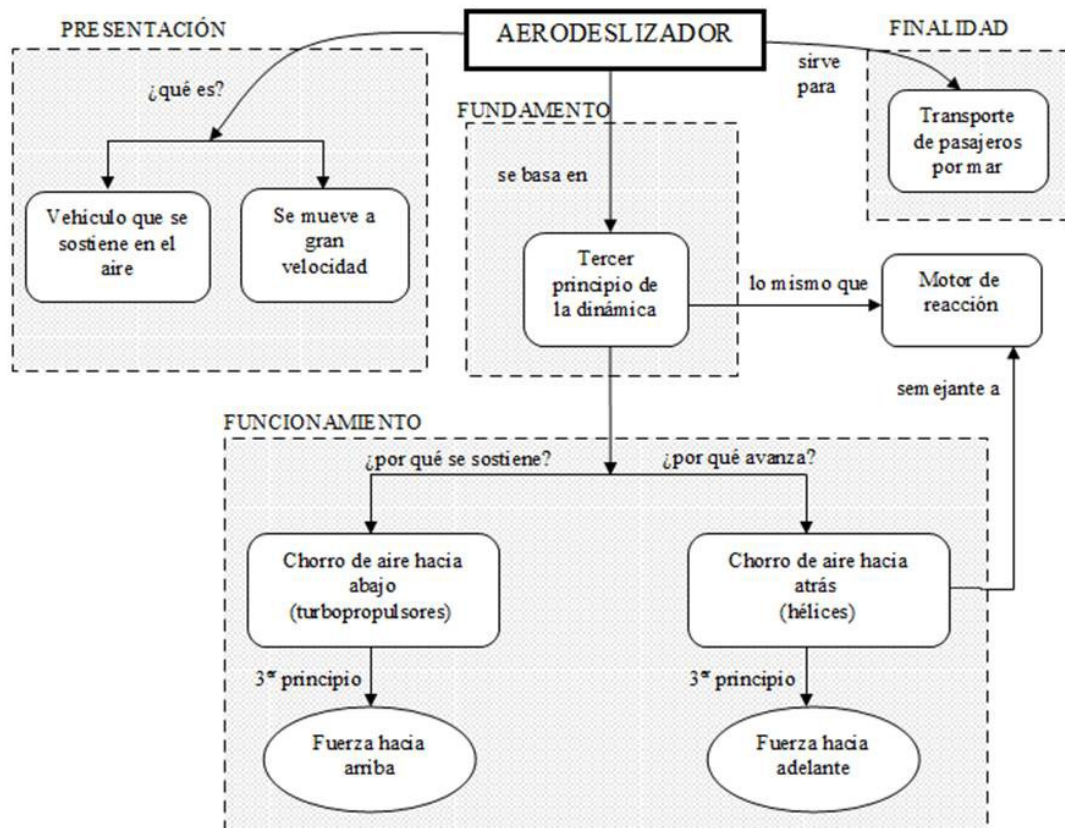 PRESENTACIÓN
AERODESLIZADOR
FINALIDAD
¿qué es?
sirve
para
FUNDAMENTO
Transporte
de pasajeros
por mar
se basa en
Vehículo que se
sostiene en el
aire
Se mueve a
gran
velocidad
Tercer
principio de
la dinámica
lo mismo que
Motor de
reacción
semejante a
FUNCIONAMIENTO
¿por qué se sostiene?
¿por qué avanza?
Chorro de aire hacia
abajo
(turbopropulsores)
Chorro de aire hacia
atrás
(hélices)
3er principio
3er principio
Fuerza hacia
arriba
Fuerza hacia
adelante